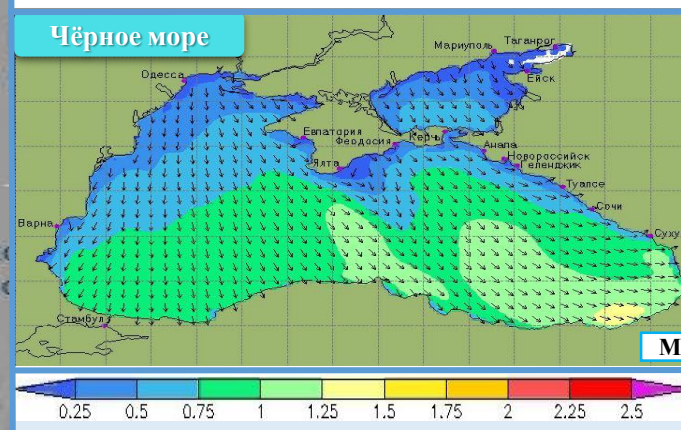 Чёрное море
Таганрог
Мариуполь
Одесса
Ейск
Евпатория
Феодосия
Керчь
Анапа
Новороссийск
Геленджик
Ялта
Туапсе
Сочи
Варна
Суху
Стамбул
М
0.25 0.5 0.75 1 1.25 1.5 1.75 2 2.25 2.5